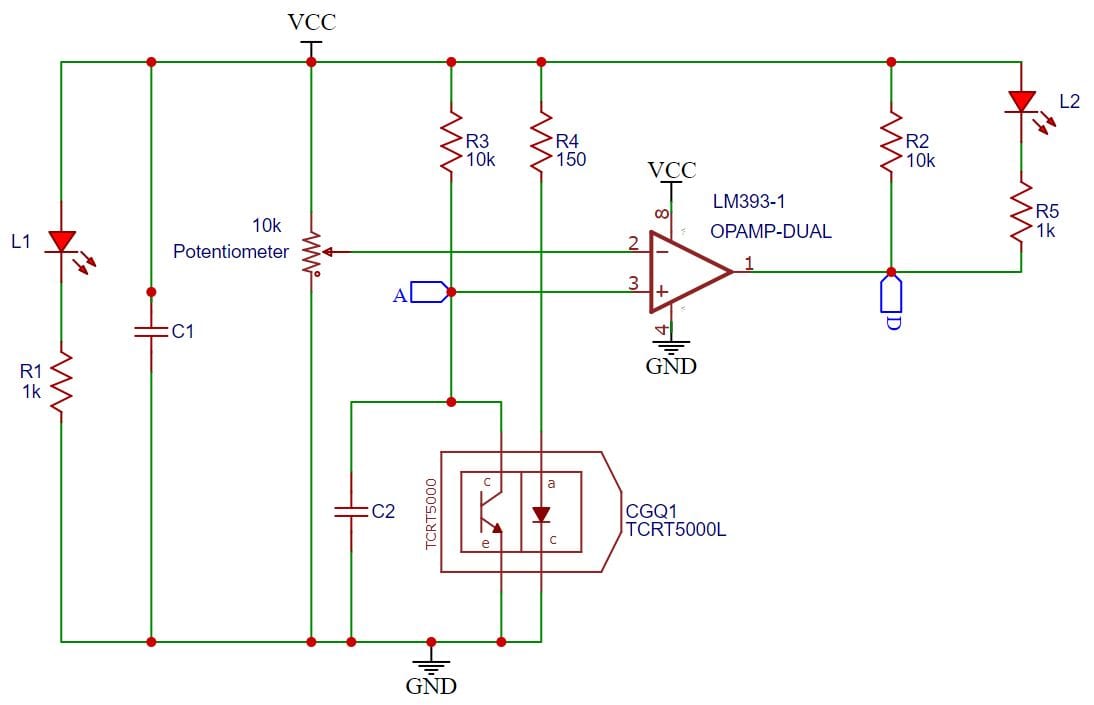 VCC
L1
R1
1k
C1
10k
Potentiometer
R3
10k
R4
150
A
VCC
8
2
3
4
1
LM393-1
OPAMP-DUAL
GND
R2
10k
D
L2
R5
1k
C2
TCRT5000
c
e
a
c
CGQ1
TCRT5000L
GND